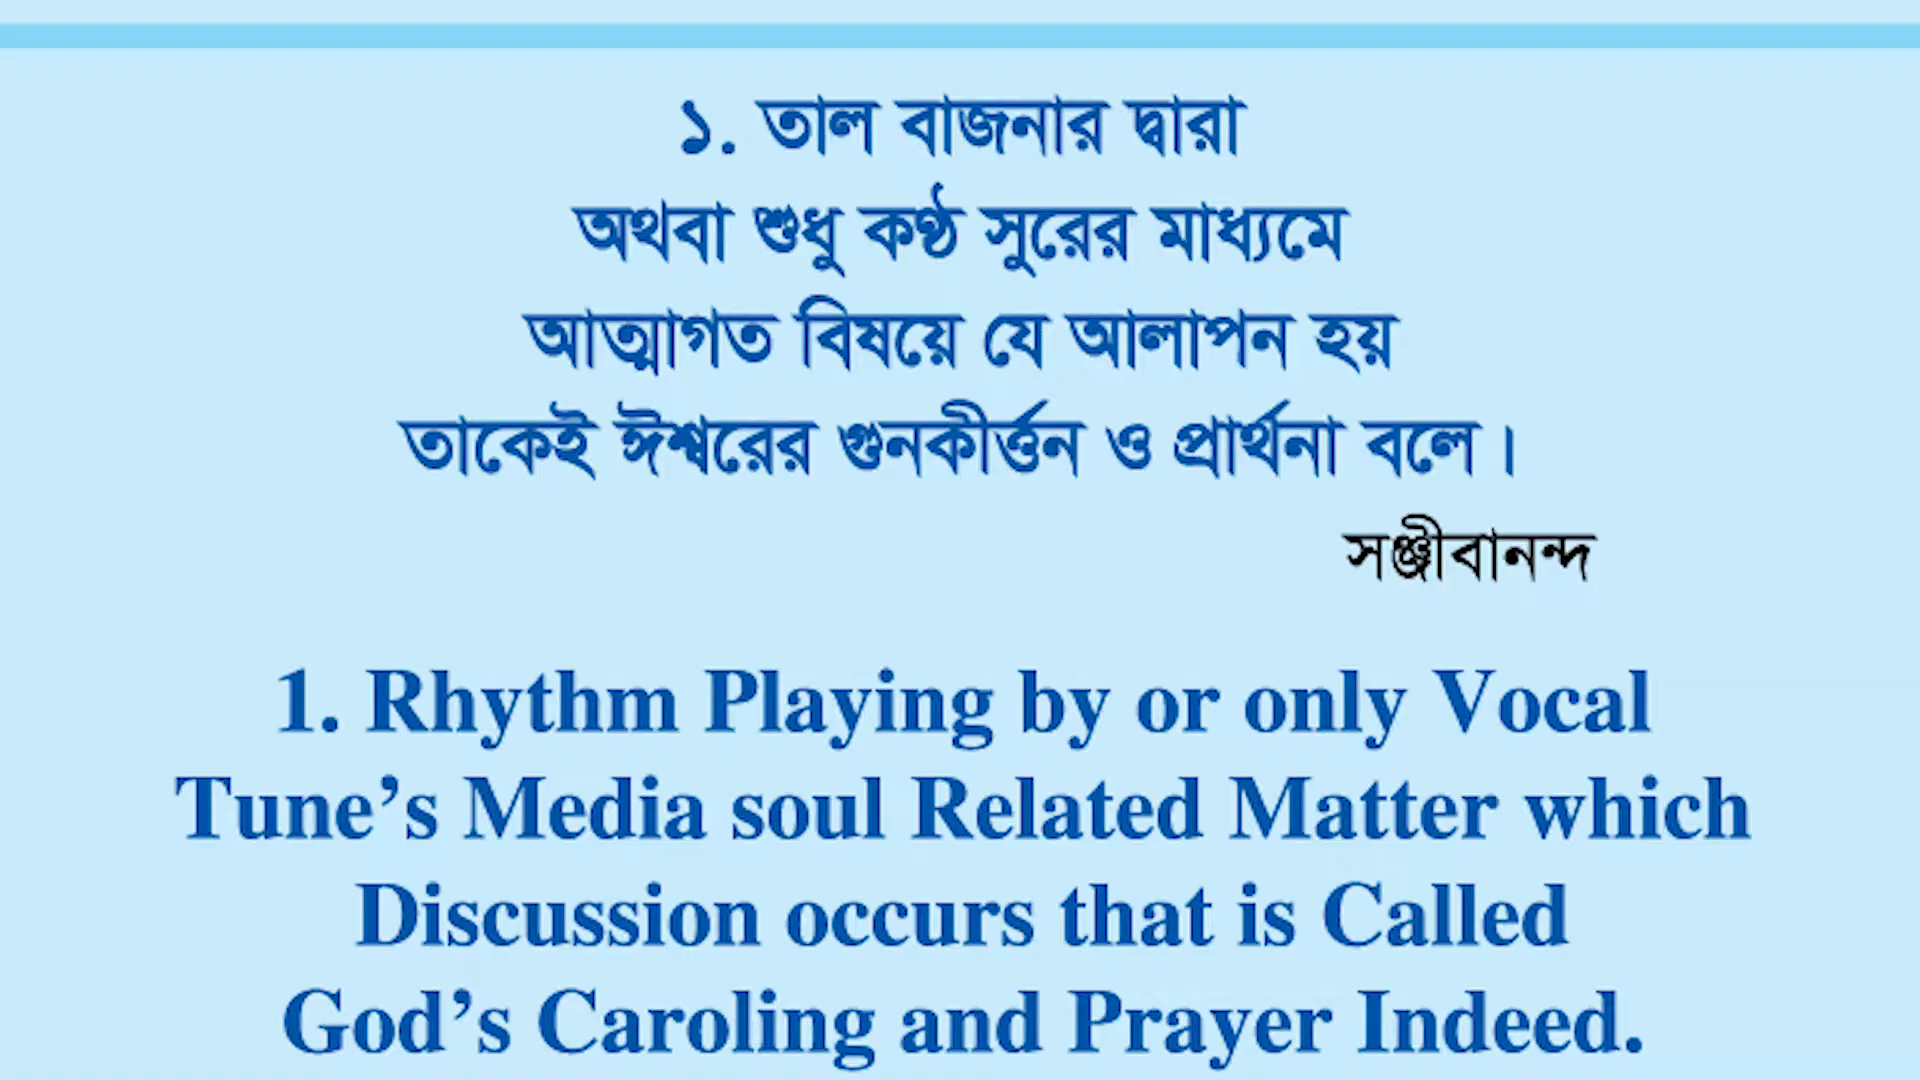 ১. তাল বাজনার দ্বারা
অথবা শুধু কণ্ঠ সুরের মাধ্যমে
আত্মাগত বিষয়ে যে আলাপন হয়
তাকেই ঈশ্বরের গুনকীর্ত্তন ও প্রার্থনা বলে।
সঞ্জীবানন্দ
1. Rhythm Playing by or only Vocal
Tune’s Media soul Related Matter which
Discussion occurs that is Called
God’s Caroling and Prayer Indeed.